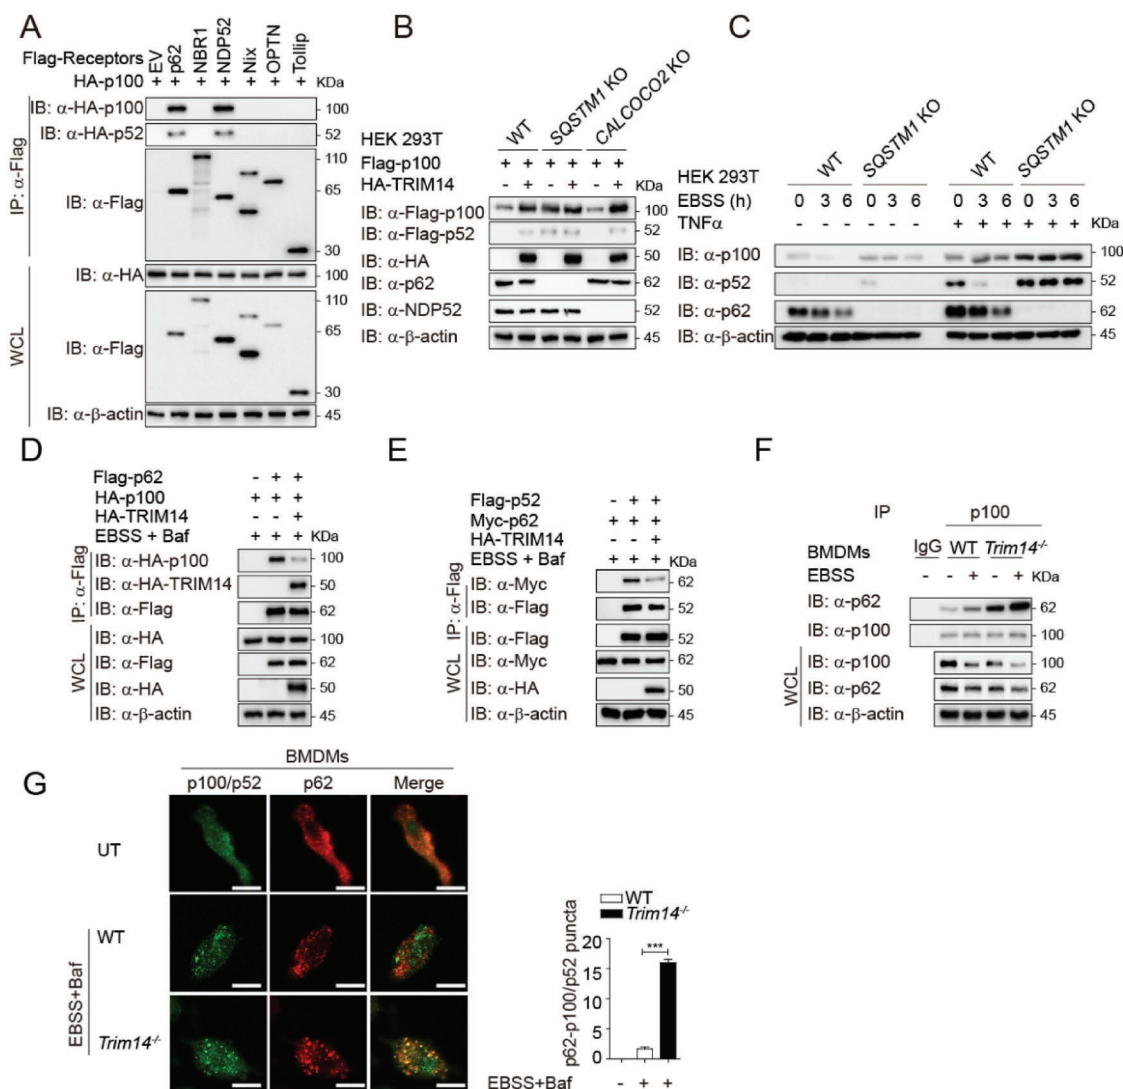 A
Flag-Receptors
EV
p62
NBR1
NDP52
Nix
OPTN
Tollip
HA-p100 + + + + + + + KDa
IP: α-Flag
IB: α-HA-p100 100
IB: α-HA-p52 52
110
65
IB: α-Flag
30
WCL
IB: α-HA 100
110
65
IB: α-Flag
30
IB: α-β-actin 45
B
WT
SQSTM1 KO
CALCOCO2 KO
HEK 293T
Flag-p100 + + + + + +
HA-TRIM14 - + - + - + KDa
IB: α-Flag-p100 100
IB: α-Flag-p52 52
IB: α-HA 50
IB: α-p62 62
IB: α-NDP52 52
IB: α-β-actin 45
C
WT
SQSTM1 KO
WT
SQSTM1 KO
HEK 293T
EBSS (h) 0 3 6 0 3 6 0 3 6 0 3 6
TNFα - - - - - - + + + + + + KDa
IB: α-p100 100
IB: α-p52 52
IB: α-p62 62
IB: α-β-actin 45
D
Flag-p62 - + +
HA-p100 + + +
HA-TRIM14 - - +
EBSS + Baf + + + KDa
IP: α-Flag
IB: α-HA-p100 100
IB: α-HA-TRIM14 50
IB: α-Flag 62
WCL
IB: α-HA 100
IB: α-Flag 62
IB: α-HA 50
IB: α-β-actin 45
E
Flag-p52 - + +
Myc-p62 + + +
HA-TRIM14 - - +
EBSS + Baf + + + KDa
IP: α-Flag
IB: α-Myc 62
IB: α-Flag 52
WCL
IB: α-Flag 52
IB: α-Myc 62
IB: α-HA 50
IB: α-β-actin 45
F
IP p100
BMDMs IgG WT Trim14-/-
EBSS - - + - + KDa
IB: α-p62 62
IB: α-p100 100
WCL
IB: α-p100 100
IB: α-p62 62
IB: α-β-actin 45
G
BMDMs
p100/p52 p62 Merge
UT
EBSS+Baf
WT
Trim14-/-
WT
Trim14-/-
p62-p100/p52 puncta
20
15
10
5
0
***
EBSS+Baf - + +